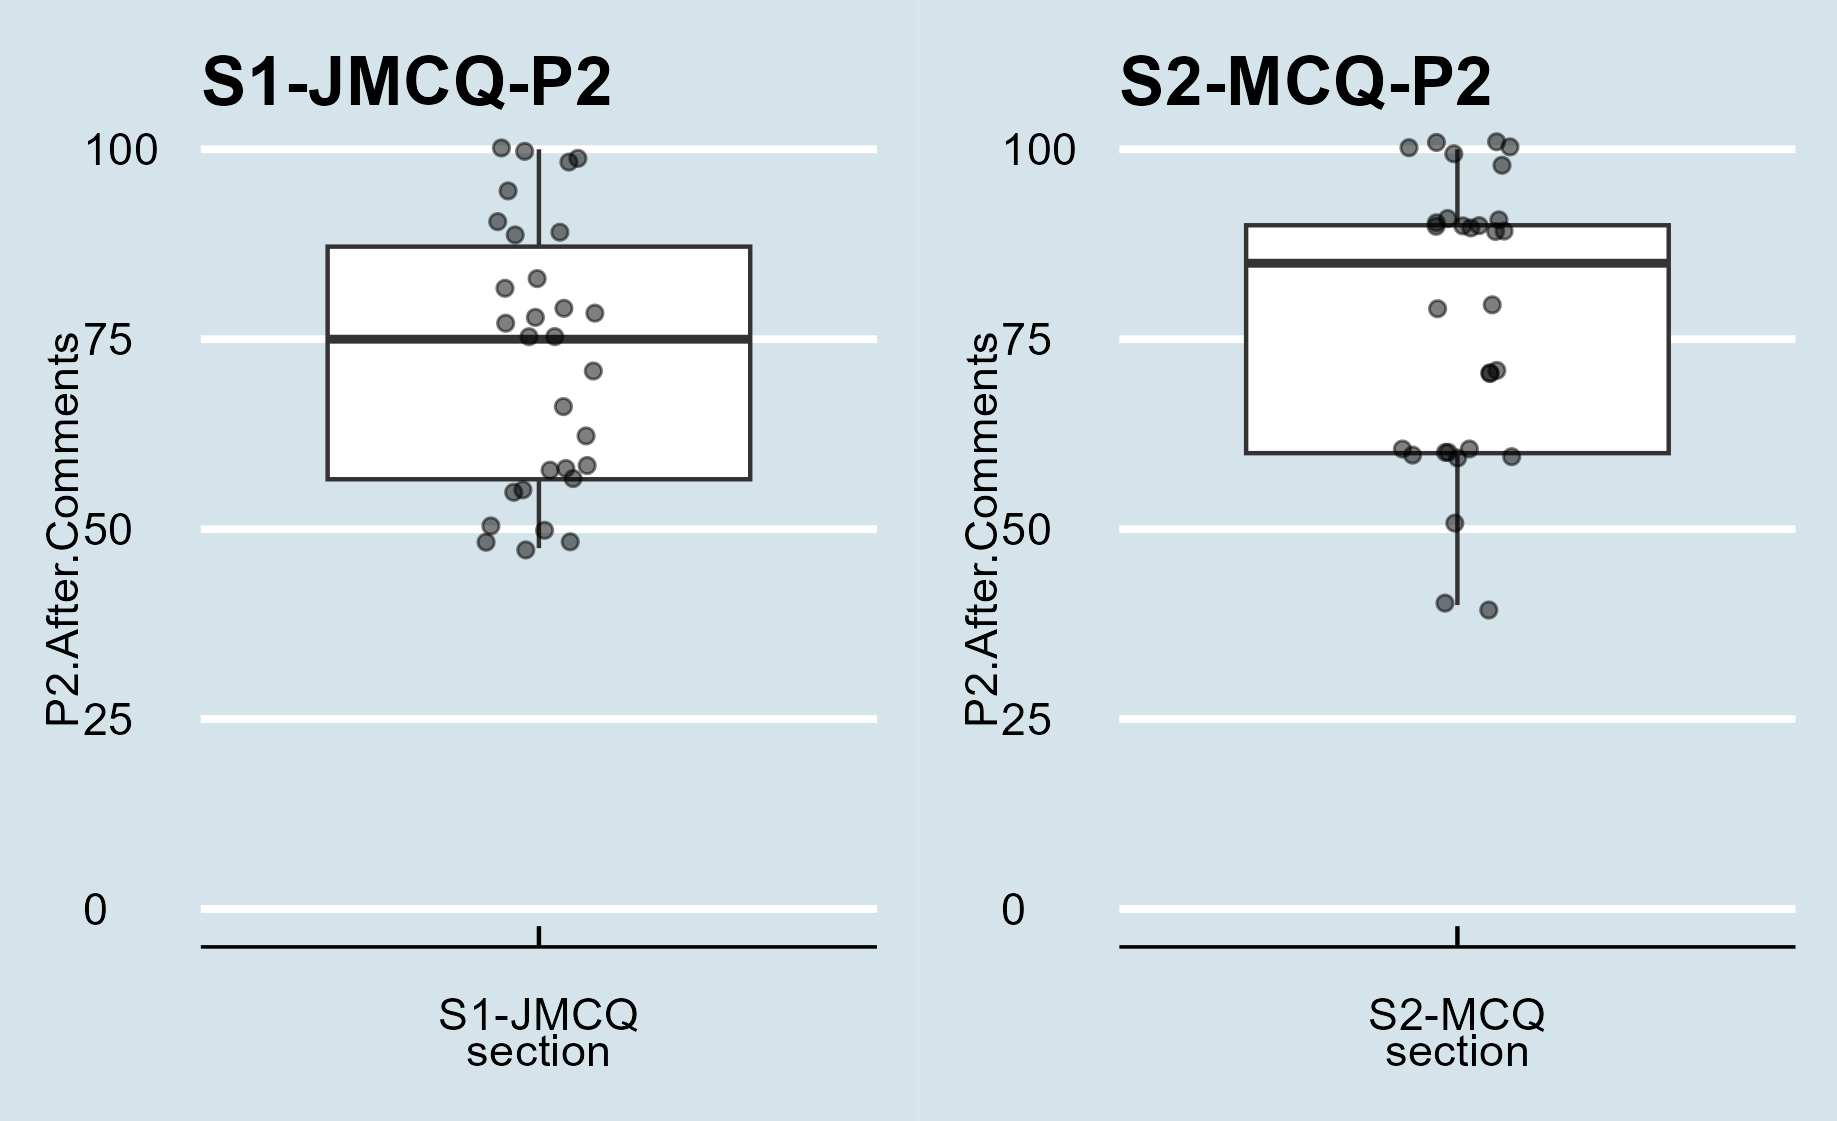 S1-JMCQ-P2
100
75
50
25
0
P2.After.Comments
S1-JMCQ
section
S2-MCQ-P2
100
75
50
25
0
P2.After.Comments
S2-MCQ
section